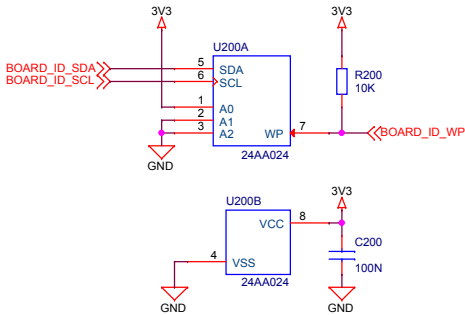 3V3
3V3
U200A
BOARD_ID_SDA
5
SDA
BOARD_ID_SCL
6
SCL
R200
10K
1
A0
2
A1
3
A2
WP
7
BOARD_ID_WP
24AA024
GND
3V3
U200B
VCC
8
C200
100N
4
VSS
24AA024
GND
GND